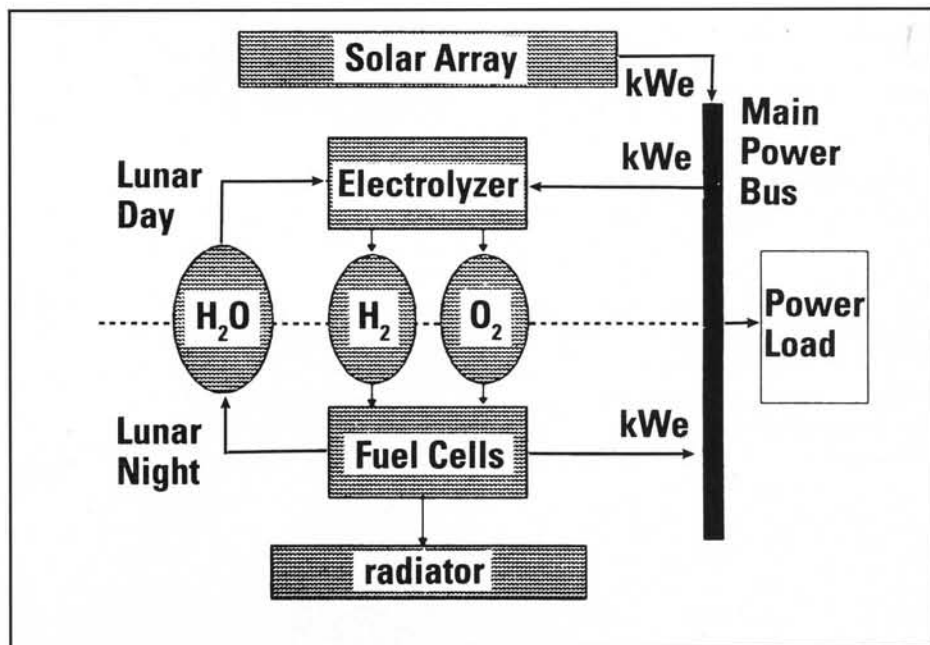 Solar Array
kWe
Main
Power
Bus
kWe
Lunar
Day
Electrolyzer
H₂O
H₂
O₂
Power
Load
Lunar
Night
Fuel Cells
kWe
radiator